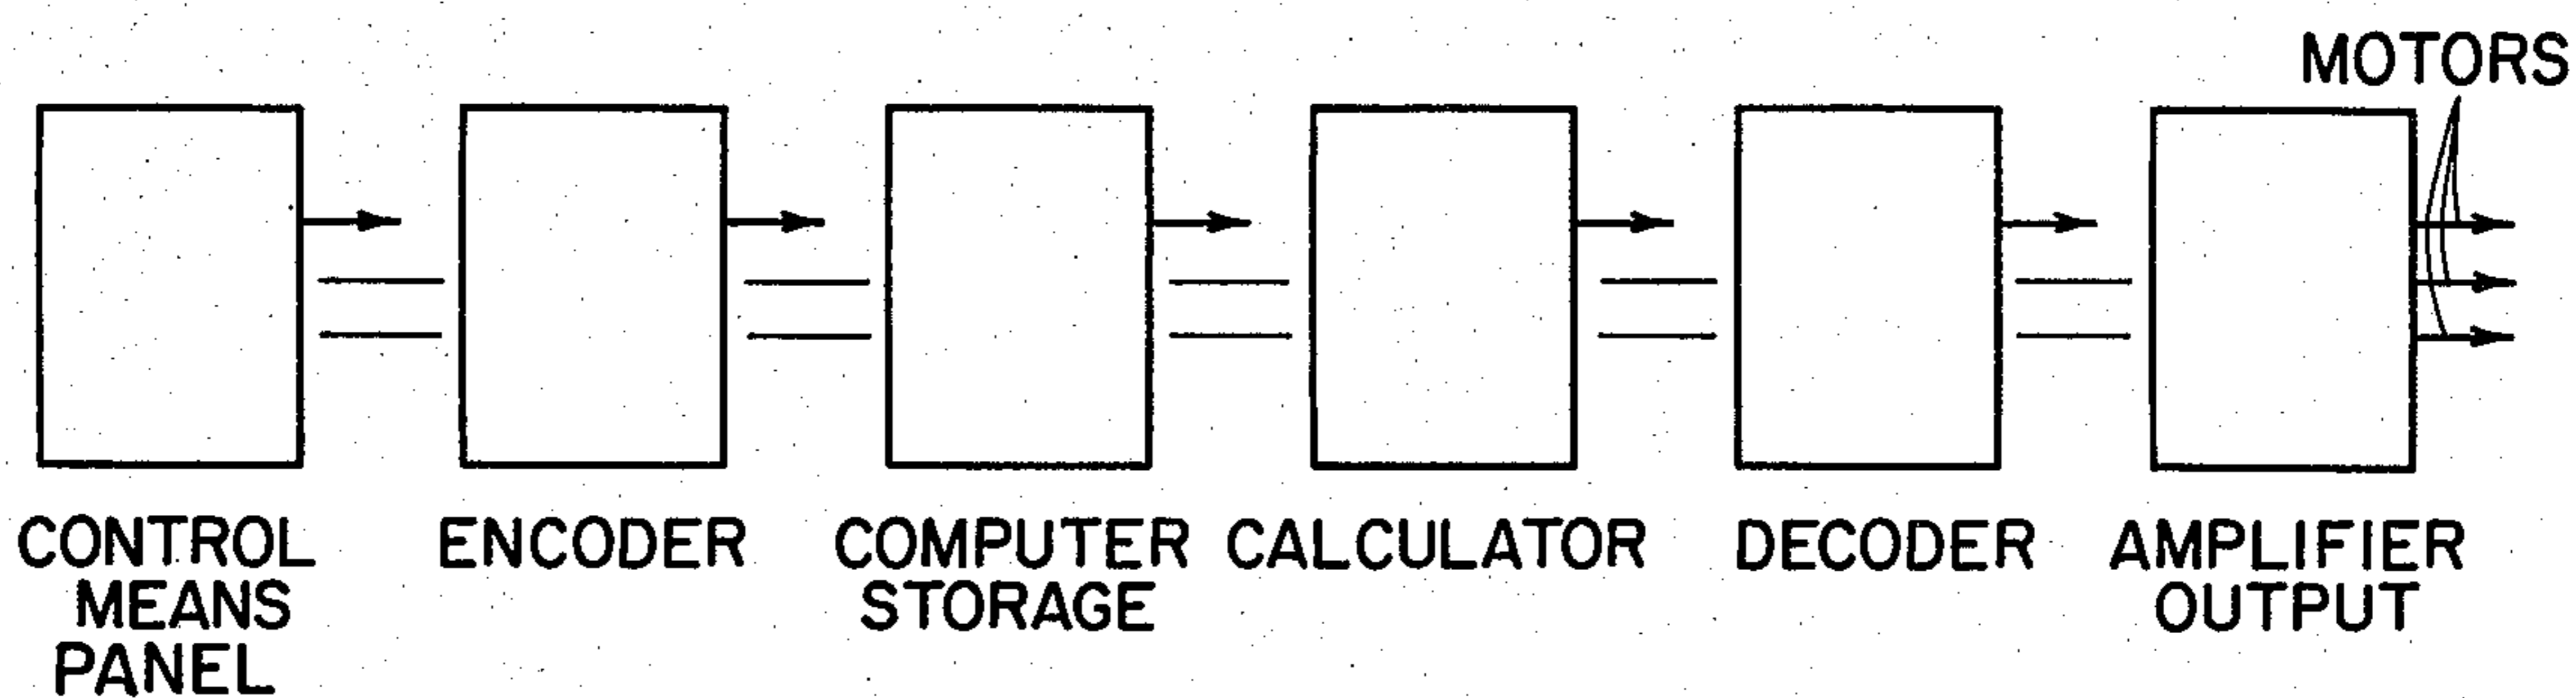 MOTORS
CONTROL
MEANS
PANEL
ENCODER
COMPUTER
STORAGE
CALCULATOR
DECODER
AMPLIFIER
OUTPUT